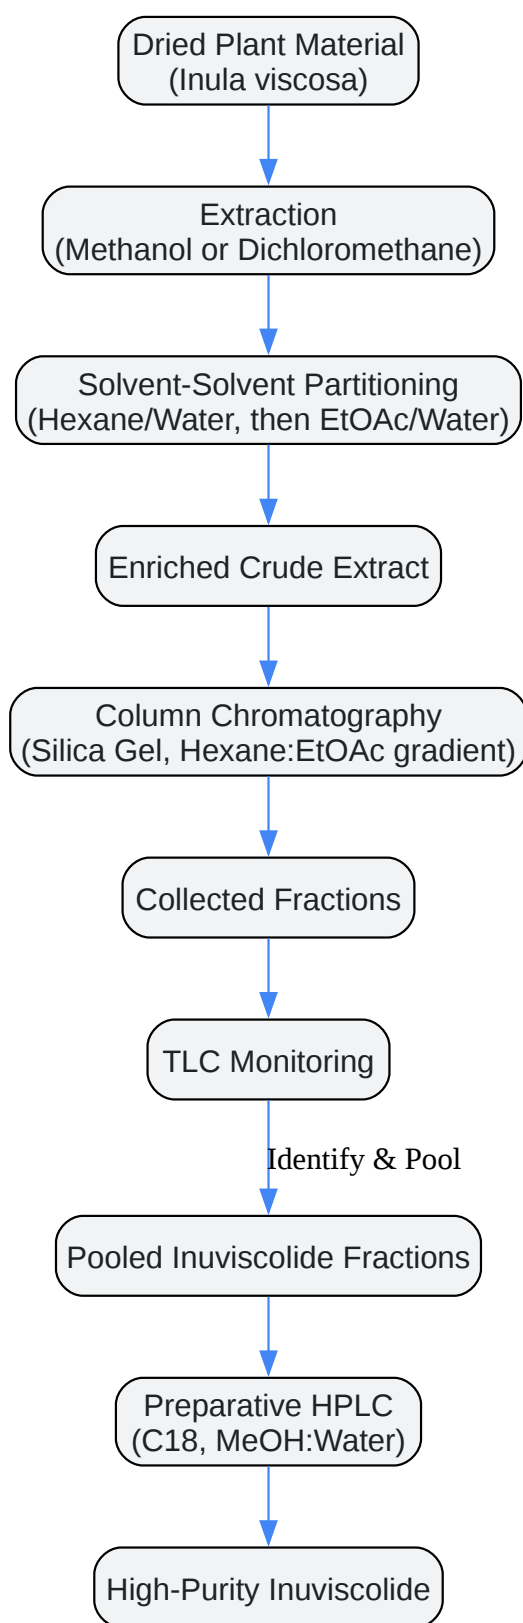 Dried Plant Material
(Inula viscosa)
Extraction
(Methanol or Dichloromethane)
Solvent-Solvent Partitioning
(Hexane/Water, then EtOAc/Water)
Enriched Crude Extract
Column Chromatography
(Silica Gel, Hexane:EtOAc gradient)
Collected Fractions
TLC Monitoring
Identify & Pool
Pooled Inuviscolide Fractions
Preparative HPLC
(C18, MeOH:Water)
High-Purity Inuviscolide